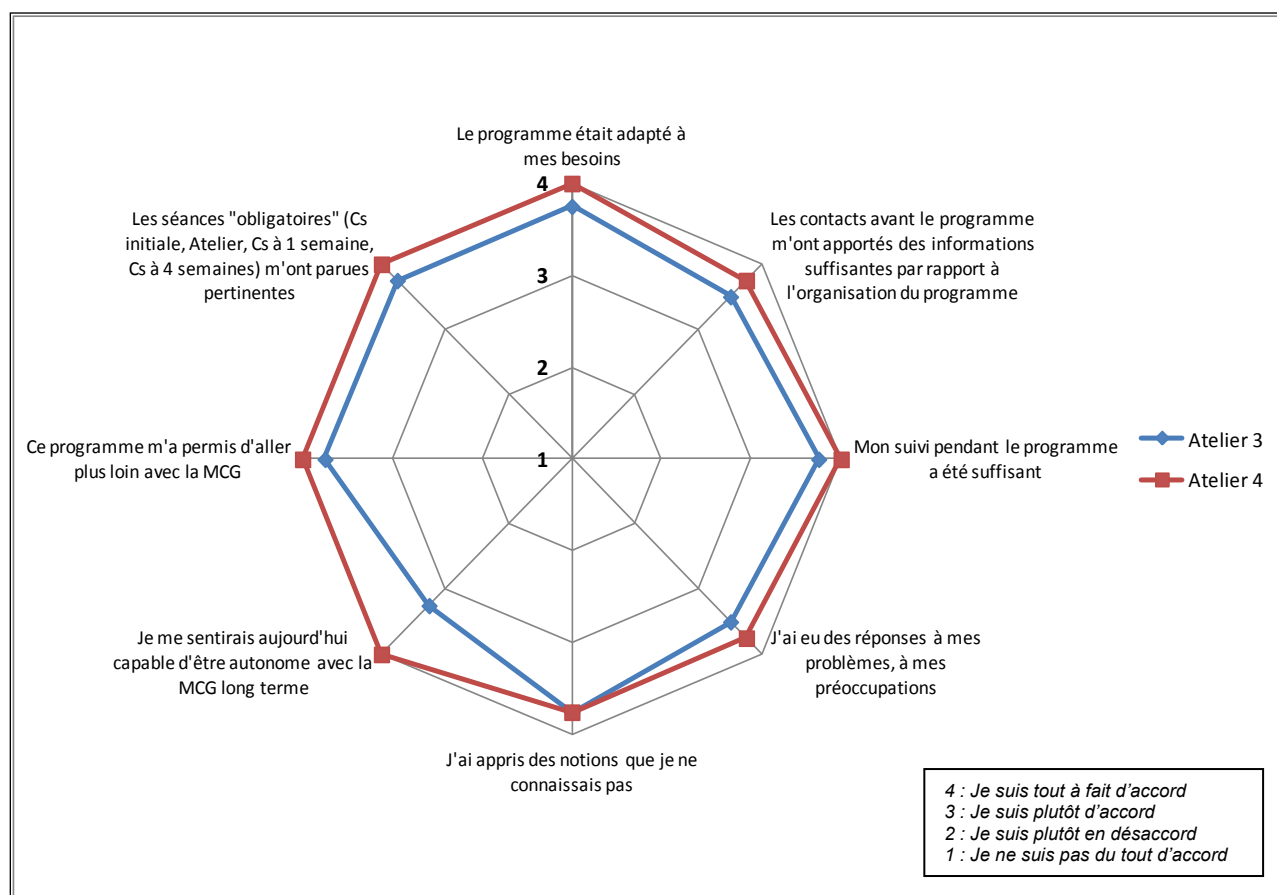 Le programme était adapté à
mes besoins
4
Les séances "obligatoires" (Cs
initiale, Atelier, Cs à 1 semaine,
Cs à 4 semaines) m'ont parues
pertinentes
Les contacts avant le programme
m'ont apportés des informations
suffisantes par rapport à
l'organisation du programme
3
2
Ce programme m'a permis d'aller
plus loin avec la MCG
1
Mon suivi pendant le programme
a été suffisant
Atelier 3
Atelier 4
Je me sentirais aujourd'hui
capable d'être autonome avec la
MCG long terme
J'ai eu des réponses à mes
problèmes, à mes
préoccupations
J'ai appris des notions que je ne
connaissais pas
4 : Je suis tout à fait d’accord
3 : Je suis plutôt d’accord
2 : Je suis plutôt en désaccord
1 : Je ne suis pas du tout d’accord